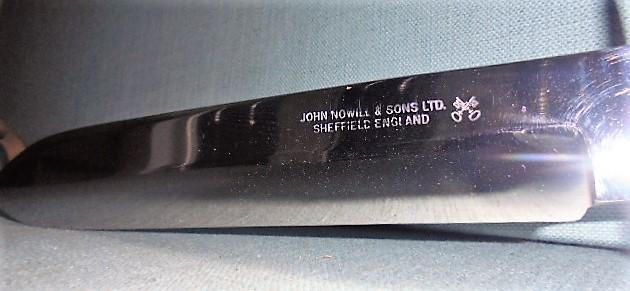 JOHN NOWILL & SONS LTD.
SHEFFIELD ENGLAND